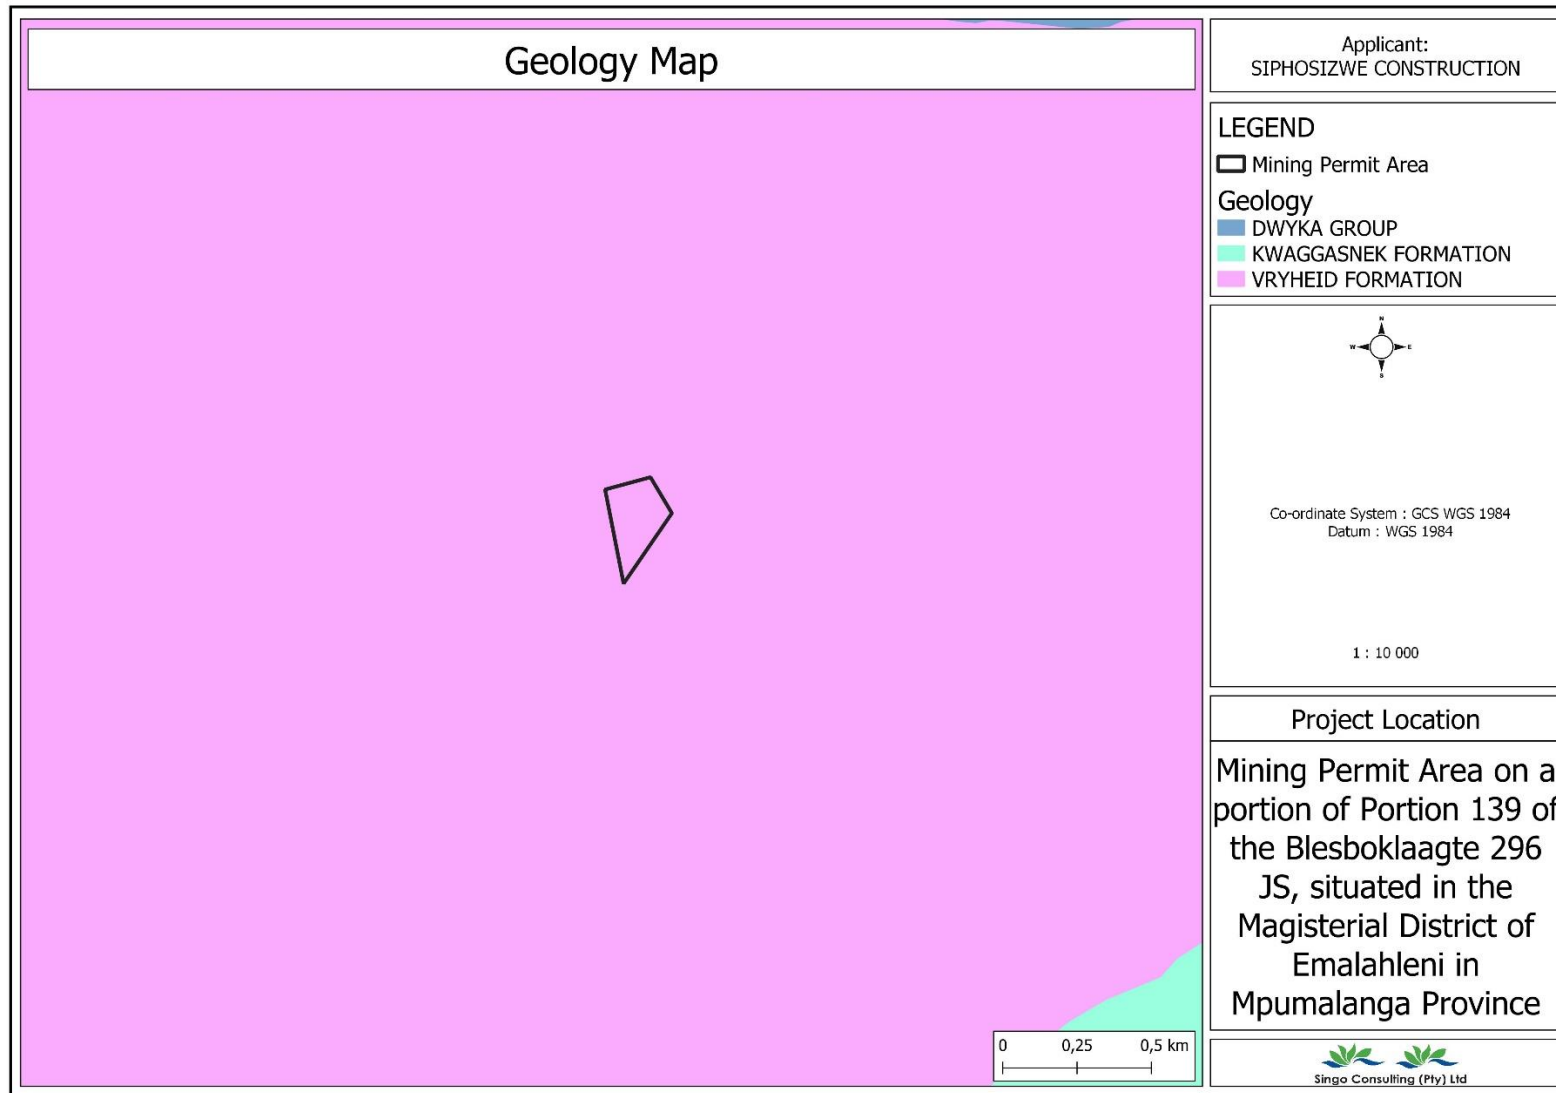 Geology Map
Applicant:
SIPHOSIZWE CONSTRUCTION
LEGEND
Mining Permit Area
Geology
DWYKA GROUP
KWAGGASNEK FORMATION
VRYHEID FORMATION
N
W E
S
Co-ordinate System : GCS WGS 1984
Datum : WGS 1984
1 : 10 000
Project Location
Mining Permit Area on a
portion of Portion 139 of
the Blesboklaagte 296
JS, situated in the
Magisterial District of
Emalahleni in
Mpumalanga Province
0 0,25 0,5 km
Singo Consulting (Pty) Ltd